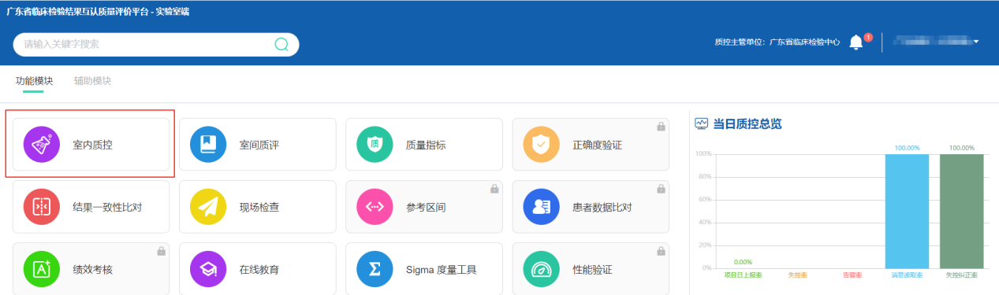 广东省临床检验结果互认质量评价平台 - 实验室端
请输入关键字搜索
质控主管单位：广东省临床检验中心
1
功能模块 辅助模块
室内质控 室间质评 质 质量指标 正确度验证
结果一致性比对 现场检查 参考区间 患者数据比对
A+ 绩效考核 在线教育 Σ Sigma 度量工具 性能验证
当日质控总览
100.00% 100.00%
100%
80%
60%
40%
20%
0.00%
0%
项目日上报率 失控率 告警率 消息读取率 失控纠正率